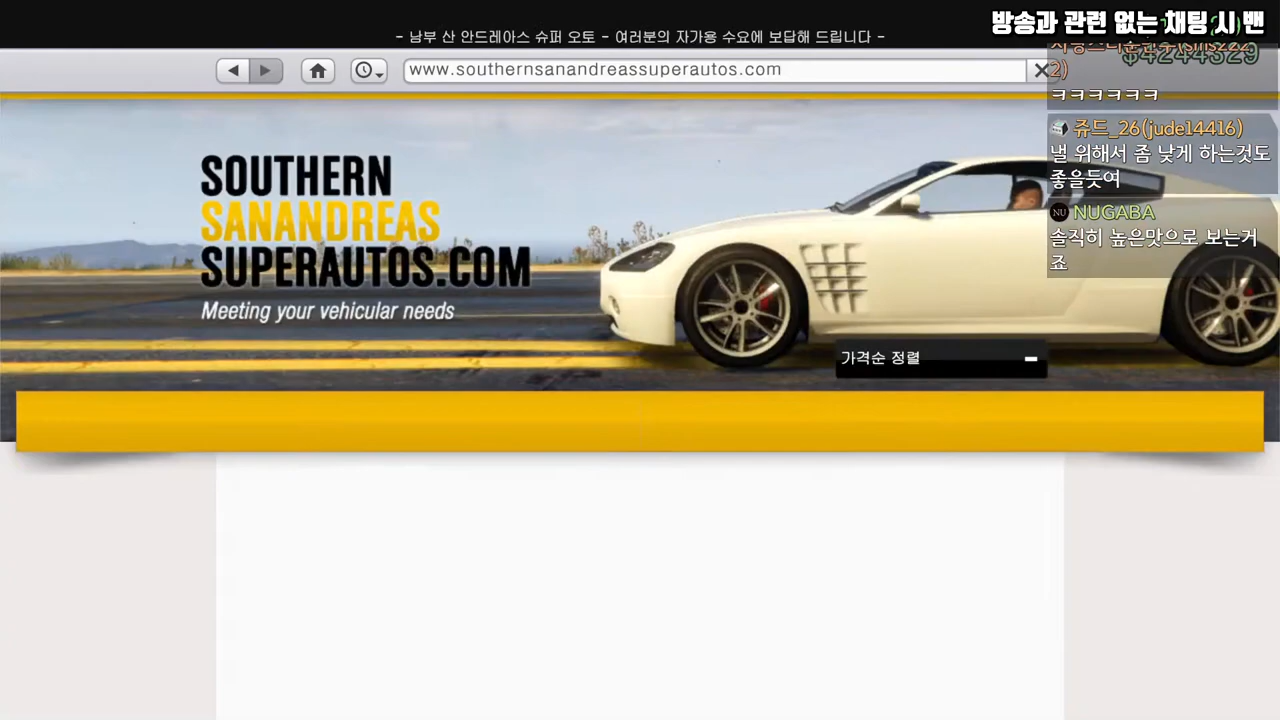 방송과 관련 없는 채팅 시 밴
- 남부 산 안드레아스 슈퍼 오토 - 여러분의 자가용 수요에 보답해 드립니다 -
$4244329
www.southernsanandreassuperautos.com
2)
ㅋㅋㅋㅋㅋㅋ
쥬드_26(jude14416)
낼 위해서 좀 낮게 하는것도
좋을듯여
NU NUGABA
솔직히 높은맛으로 보는거
죠
SOUTHERN
SANANDREAS
SUPERAUTOS.COM
Meeting your vehicular needs
가격순 정렬